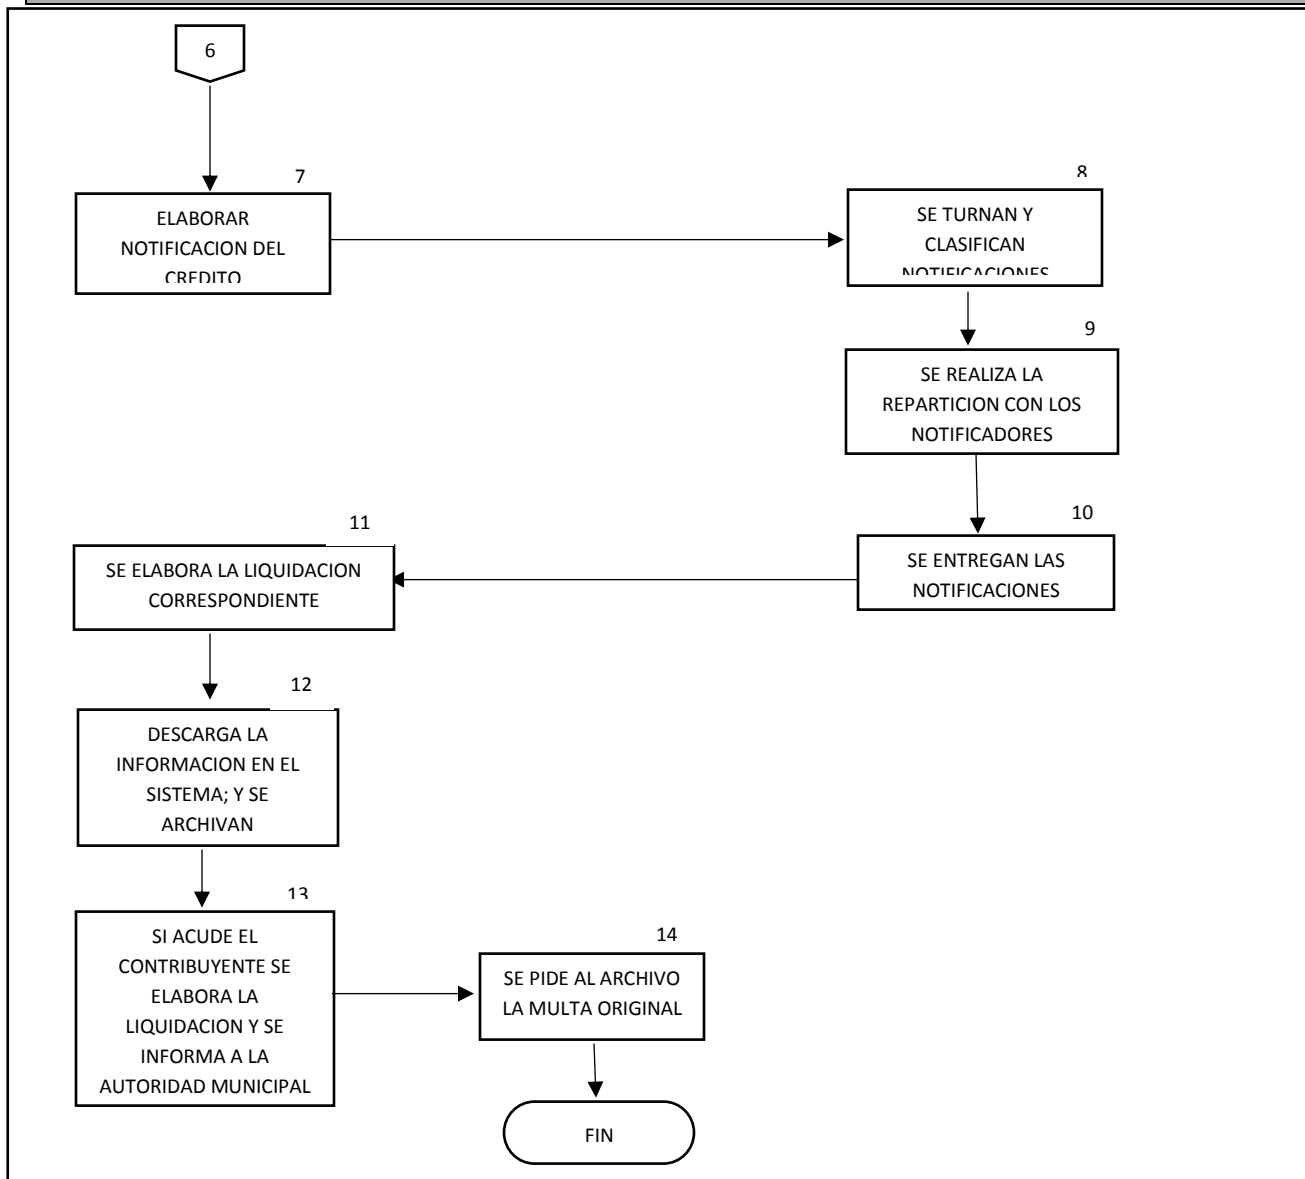 6
7
ELABORAR
NOTIFICACION DEL
CREDITO
8
SE TURNAN Y
CLASIFICAN
NOTIFICACIONES
9
SE REALIZA LA
REPARTICION CON LOS
NOTIFICADORES
10
SE ENTREGAN LAS
NOTIFICACIONES
11
SE ELABORA LA LIQUIDACION
CORRESPONDIENTE
12
DESCARGA LA
INFORMACION EN EL
SISTEMA; Y SE
ARCHIVAN
13
SI ACUDE EL
CONTRIBUYENTE SE
ELABORA LA
LIQUIDACION Y SE
INFORMA A LA
AUTORIDAD MUNICIPAL
14
SE PIDE AL ARCHIVO
LA MULTA ORIGINAL
FIN